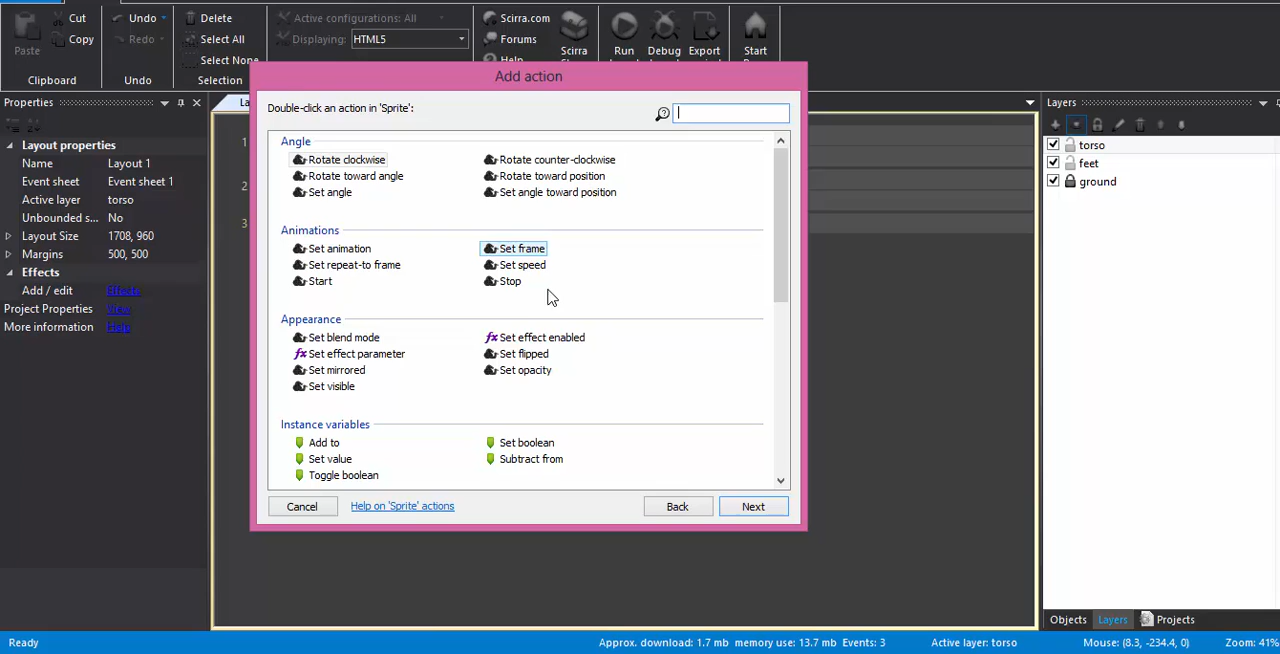 Cut Undo Delete Active configurations: All Scirra.com
Paste Copy Redo Select All Displaying: HTML5 Forums Scirra Run Debug Export Start
Select None Help
Clipboard Undo Selection
Add action
Properties Layers
Double-click an action in 'Sprite':
Layout properties
Name Layout 1
Event sheet Event sheet 1
Active layer torso
Unbounded s... No
Layout Size 1708, 960
Margins 500, 500
Effects
Add / edit Effects
Project Properties View
More information Help
1
2
3
Angle
Rotate clockwise Rotate counter-clockwise
Rotate toward angle Rotate toward position
Set angle Set angle toward position
Animations
Set animation Set frame
Set repeat-to frame Set speed
Start Stop
Appearance
Set blend mode fx Set effect enabled
fx Set effect parameter Set flipped
Set mirrored Set opacity
Set visible
Instance variables
Add to Set boolean
Set value Subtract from
Toggle boolean
Cancel Help on 'Sprite' actions Back Next
torso
feet
ground
Objects Layers Projects
Ready Approx. download: 1.7 mb memory use: 13.7 mb Events: 3 Active layer: torso Mouse: (8.3, -234.4, 0) Zoom: 41%